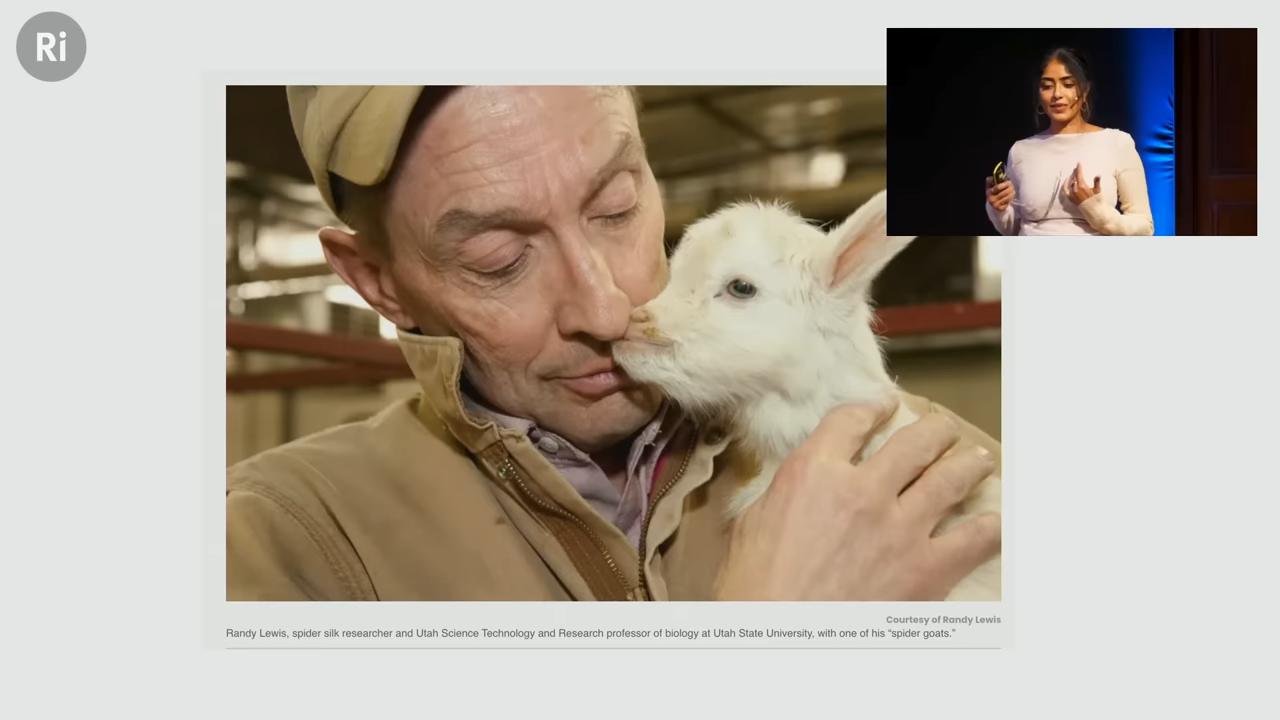 Ri
Courtesy of Randy Lewis
Randy Lewis, spider silk researcher and Utah Science Technology and Research professor of biology at Utah State University, with one of his “spider goats.”